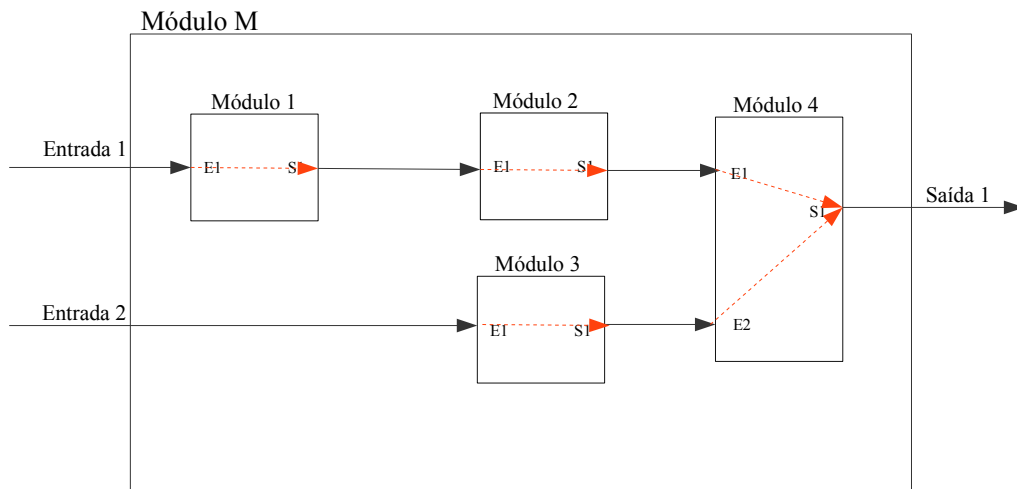 Módulo M
Módulo 1
Módulo 2
Módulo 4
Entrada 1
E1
S1
E1
S1
E1
S1
Saída 1
Módulo 3
Entrada 2
E1
S1
E2